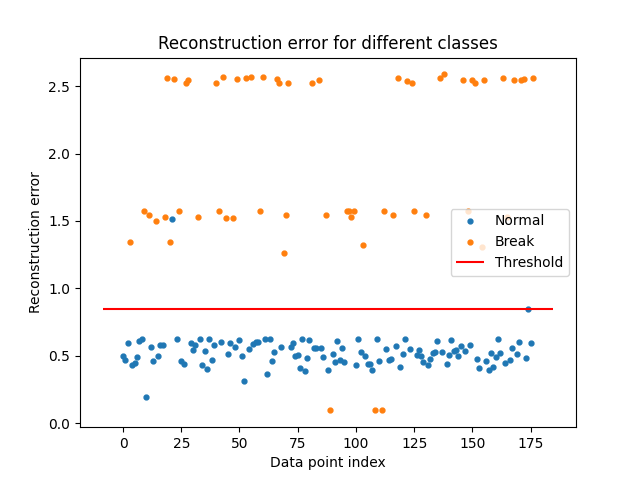 Reconstruction error for different classes
Reconstruction error
2.5
2.0
1.5
1.0
0.5
0.0
Normal
Break
Threshold
0
25
50
75
100
125
150
175
Data point index